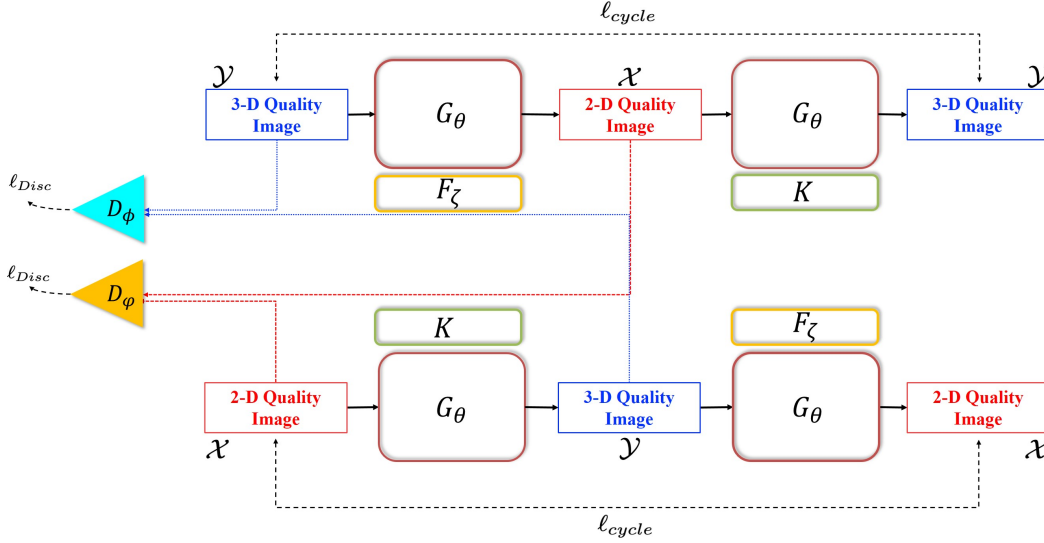 ℓ_cycle
𝒴
𝒳
𝒴
3-D Quality
Image
G_θ
2-D Quality
Image
G_θ
3-D Quality
Image
F_ζ
K
ℓ_Disc
D_ϕ
ℓ_Disc
D_φ
K
F_ζ
2-D Quality
Image
G_θ
3-D Quality
Image
G_θ
2-D Quality
Image
𝒳
𝒴
𝒳
ℓ_cycle